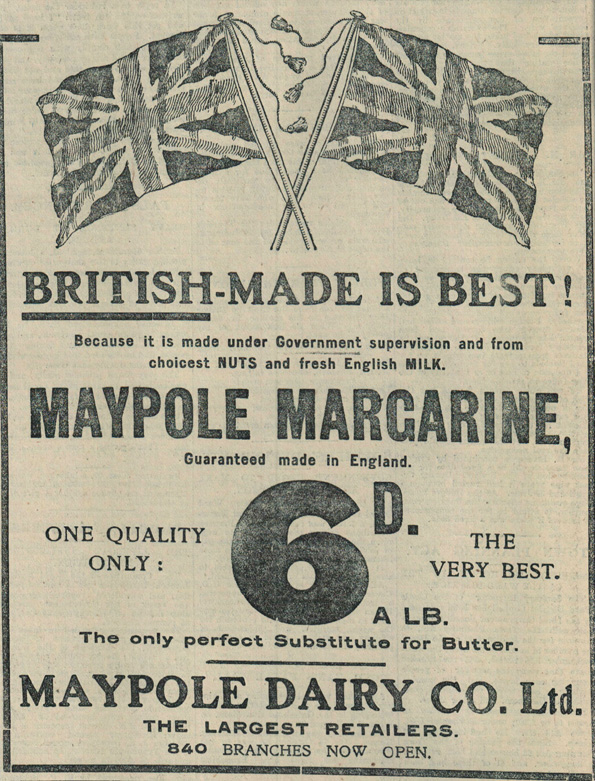 BRITISH-MADE IS BEST!
Because it is made under Government supervision and from
choicest NUTS and fresh English MILK.
MAYPOLE MARGARINE,
Guaranteed made in England.
ONE QUALITY
ONLY:
6D.
A LB.
THE
VERY BEST.
The only perfect Substitute for Butter.
MAYPOLE DAIRY CO. Ltd.
THE LARGEST RETAILERS.
840 BRANCHES NOW OPEN.